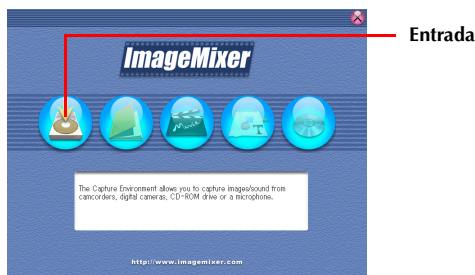 Entrada
ImageMixer
Movie
T
The Capture Environment allows you to capture images/sound from
camcorders, digital cameras, CD-ROM drive or a microphone.
http://www.imagemixer.com